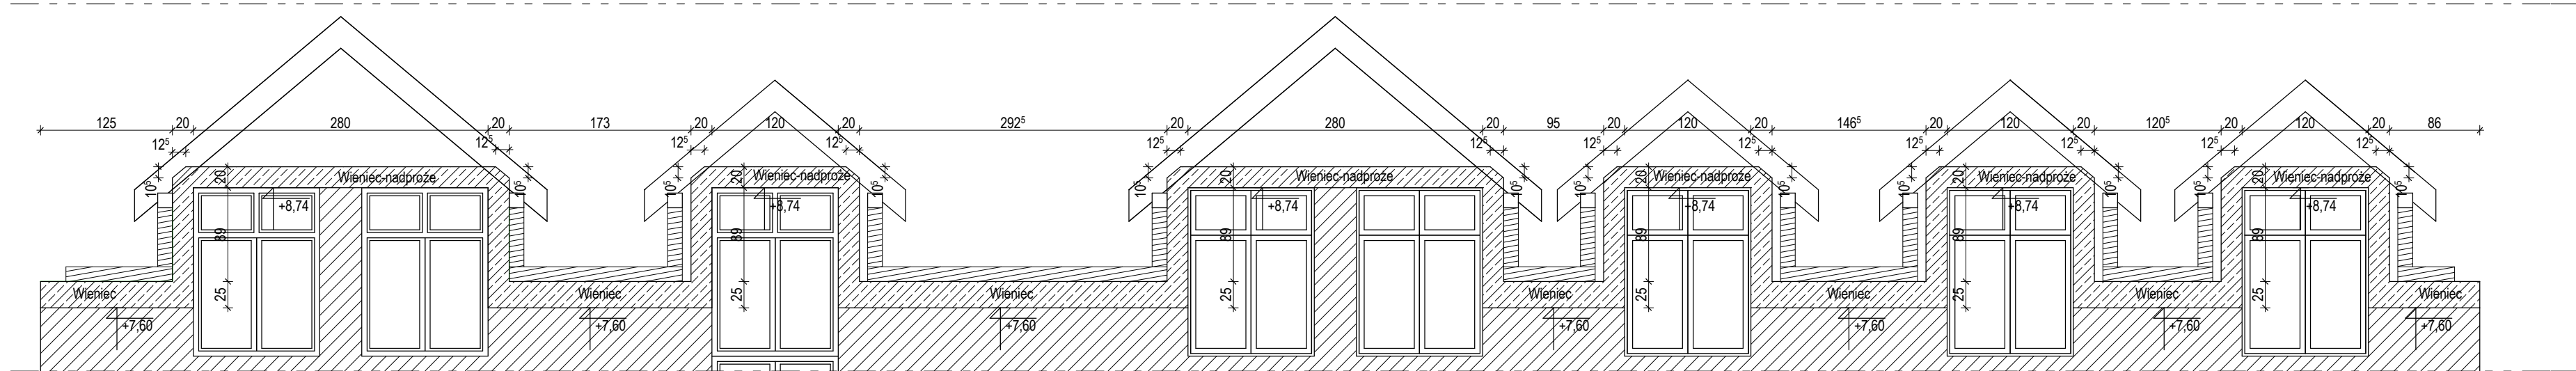 125 20 280 20 173 20 120 20 292⁵ 20 280 20 95 20 120 20 146⁵ 20 120 20 120⁵ 20 120 20 86
12⁵ 12⁵ 12⁵ 12⁵ 12⁵ 12⁵ 12⁵ 12⁵ 12⁵ 12⁵ 12⁵ 12⁵
20 Wieniec-nadproże 20 Wieniec-nadproże 20 Wieniec-nadproże 20 Wieniec-nadproże 20 Wieniec-nadproże 20 Wieniec-nadproże
10⁵ 10⁵ 10⁵ 10⁵ 10⁵ 10⁵ 10⁵ 10⁵ 10⁵ 10⁵ 10⁵ 10⁵
+8,74 +8,74 +8,74 +8,74 +8,74 +8,74
89 89 89 89 89 89
Wieniec 25 Wieniec 25 Wieniec 25 Wieniec 25 Wieniec 25 Wieniec 25 Wieniec
+7,60 +7,60 +7,60 +7,60 +7,60 +7,60 +7,60